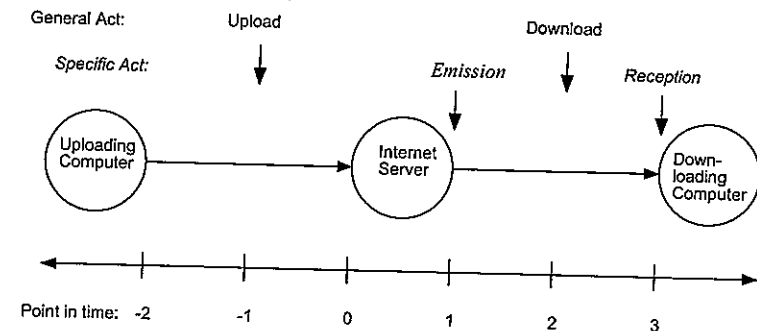 General Act: Upload Download
Specific Act: Emission Reception
Uploading
Computer
Internet
Server
Down-
loading
Computer
Point in time: -2 -1 0 1 2 3